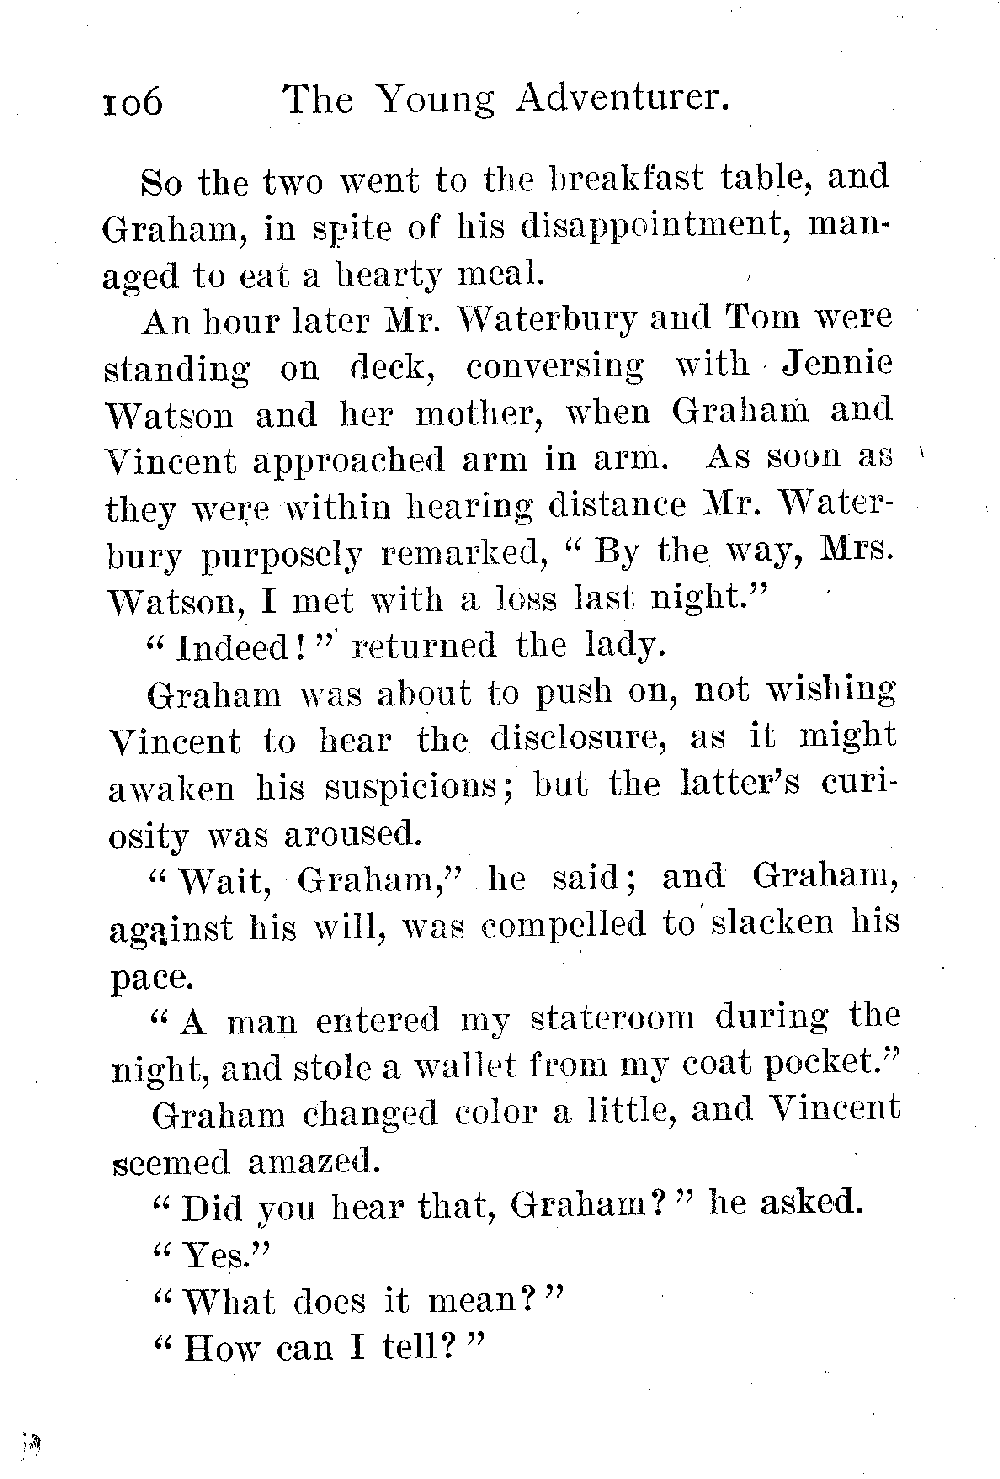 106 The Young Adventurer.
So the two went to the breakfast table, and
Graham, in spite of his disappointment, man-
aged to eat a hearty meal.
An hour later Mr. Waterbury and Tom were
standing on deck, conversing with Jennie
Watson and her mother, when Graham and
Vincent approached arm in arm. As soon as
they were within hearing distance Mr. Water-
bury purposely remarked, “ By the way, Mrs.
Watson, I met with a loss last night.”
“ Indeed! ” returned the lady.
Graham was about to push on, not wishing
Vincent to hear the disclosure, as it might
awaken his suspicions; but the latter’s curi-
osity was aroused.
“ Wait, Graham,” he said; and Graham,
against his will, was compelled to slacken his
pace.
“ A man entered my stateroom during the
night, and stole a wallet from my coat pocket.”
Graham changed color a little, and Vincent
seemed amazed.
“ Did you hear that, Graham? ” he asked.
“ Yes.”
“ What does it mean? ”
“ How can I tell? ”